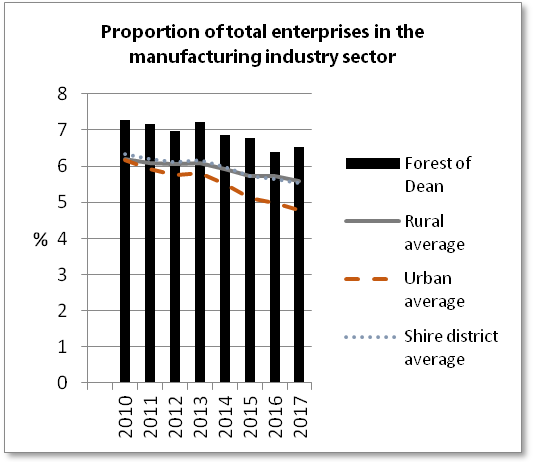 Proportion of total enterprises in the
manufacturing industry sector
8
7
6
5
4
3
2
1
0
%
2010
2011
2012
2013
2014
2015
2016
2017
Forest of
Dean
Rural
average
Urban
average
Shire district
average